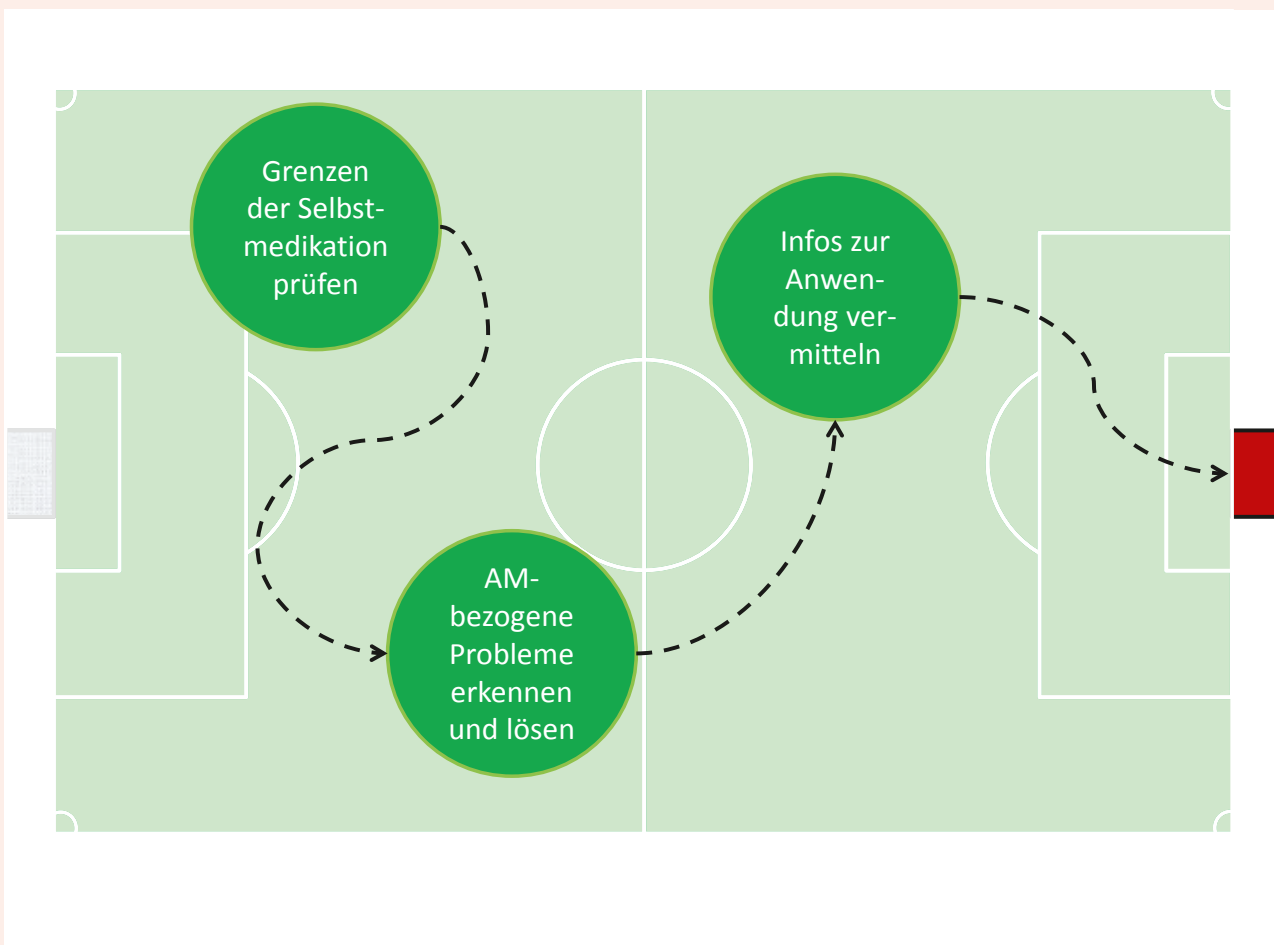 Grenzen
der Selbst-
medikation
prüfen
AM-
bezogene
Probleme
erkennen
und lösen
Infos zur
Anwen-
dung ver-
mitteln